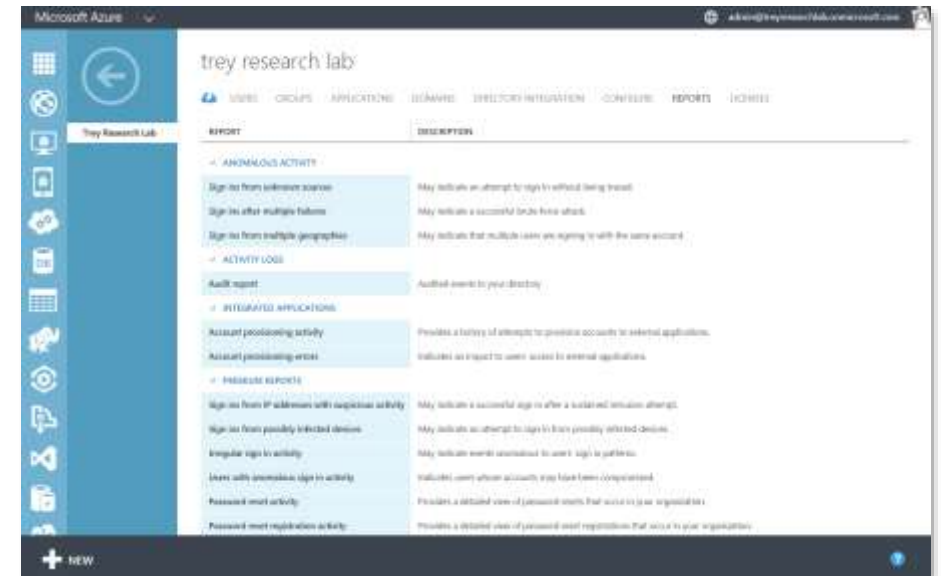 Microsoft Azure
admin@treyresearchlab.onmicrosoft.com
trey research lab
USERS GROUPS APPLICATIONS DOMAINS DIRECTORY INTEGRATION CONFIGURE REPORTS LICENSES
Trey Research Lab
REPORT DESCRIPTION
ANOMALOUS ACTIVITY
Sign ins from unknown sources May indicate an attempt to sign in without being traced.
Sign ins after multiple failures May indicate a successful brute force attack.
Sign ins from multiple geographies May indicate that multiple users are signing in with the same account.
ACTIVITY LOGS
Audit report Audited events in your directory
INTEGRATED APPLICATIONS
Account provisioning activity Provides a history of attempts to provision accounts to external applications.
Account provisioning errors Indicates an impact to users' access to external applications.
PREMIUM REPORTS
Sign ins from IP addresses with suspicious activity May indicate a successful sign in after a sustained intrusion attempt.
Sign ins from possibly infected devices May indicate an attempt to sign in from possibly infected devices.
Irregular sign in activity May indicate events anomalous to users' sign in patterns.
Users with anomalous sign in activity Indicates users whose accounts may have been compromised.
Password reset activity Provides a detailed view of password resets that occur in your organization.
Password reset registration activity Provides a detailed view of password reset registrations that occur in your organization.
NEW
?